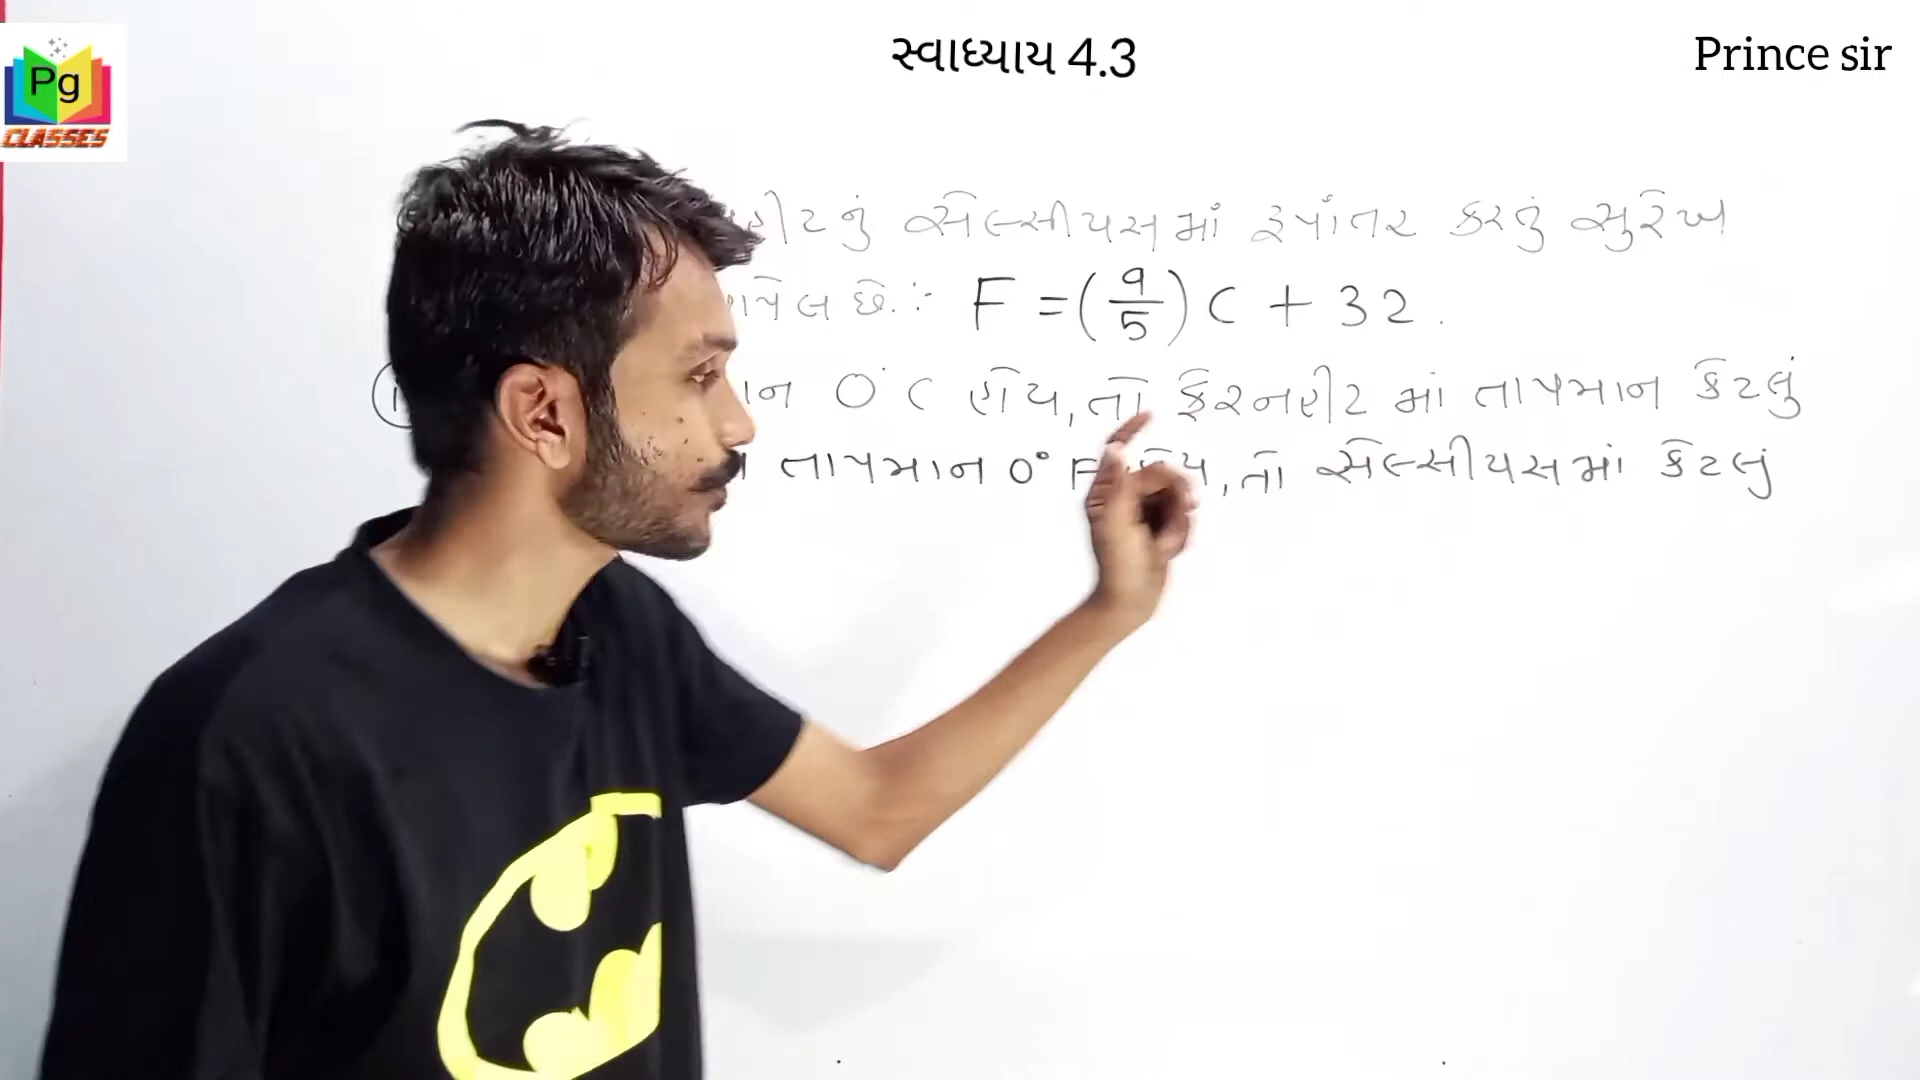 સ્વાધ્યાય 4.3
Prince sir
Pg
CLASSES
સેલ્સીયસમાં રૂપાંતર કરતું સુરેખ
છે. :- F = (9/5) C + 32.
0°C હોય, તો ફેરનહીટ માં તાપમાન કેટલું
તાપમાન 0° F તો સેલ્સીયસમાં કેટલું